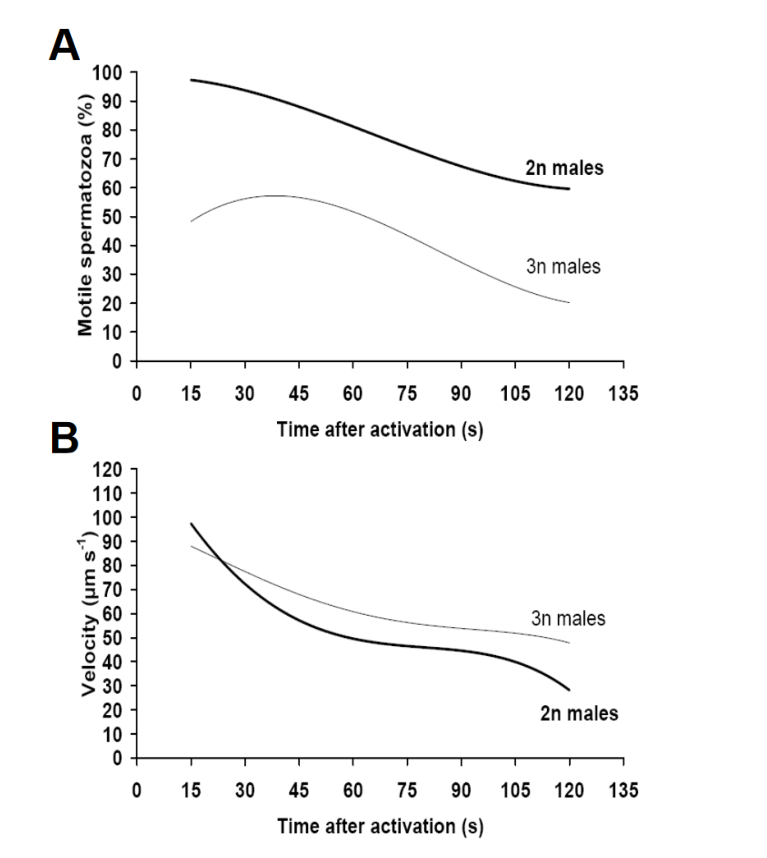 A
Motile spermatozoa (%)
100
90
80
70
60
50
40
30
20
10
0
2n males
3n males
0 15 30 45 60 75 90 105 120 135
Time after activation (s)
B
Velocity (µm s⁻¹)
120
110
100
90
80
70
60
50
40
30
20
10
0
3n males
2n males
0 15 30 45 60 75 90 105 120 135
Time after activation (s)